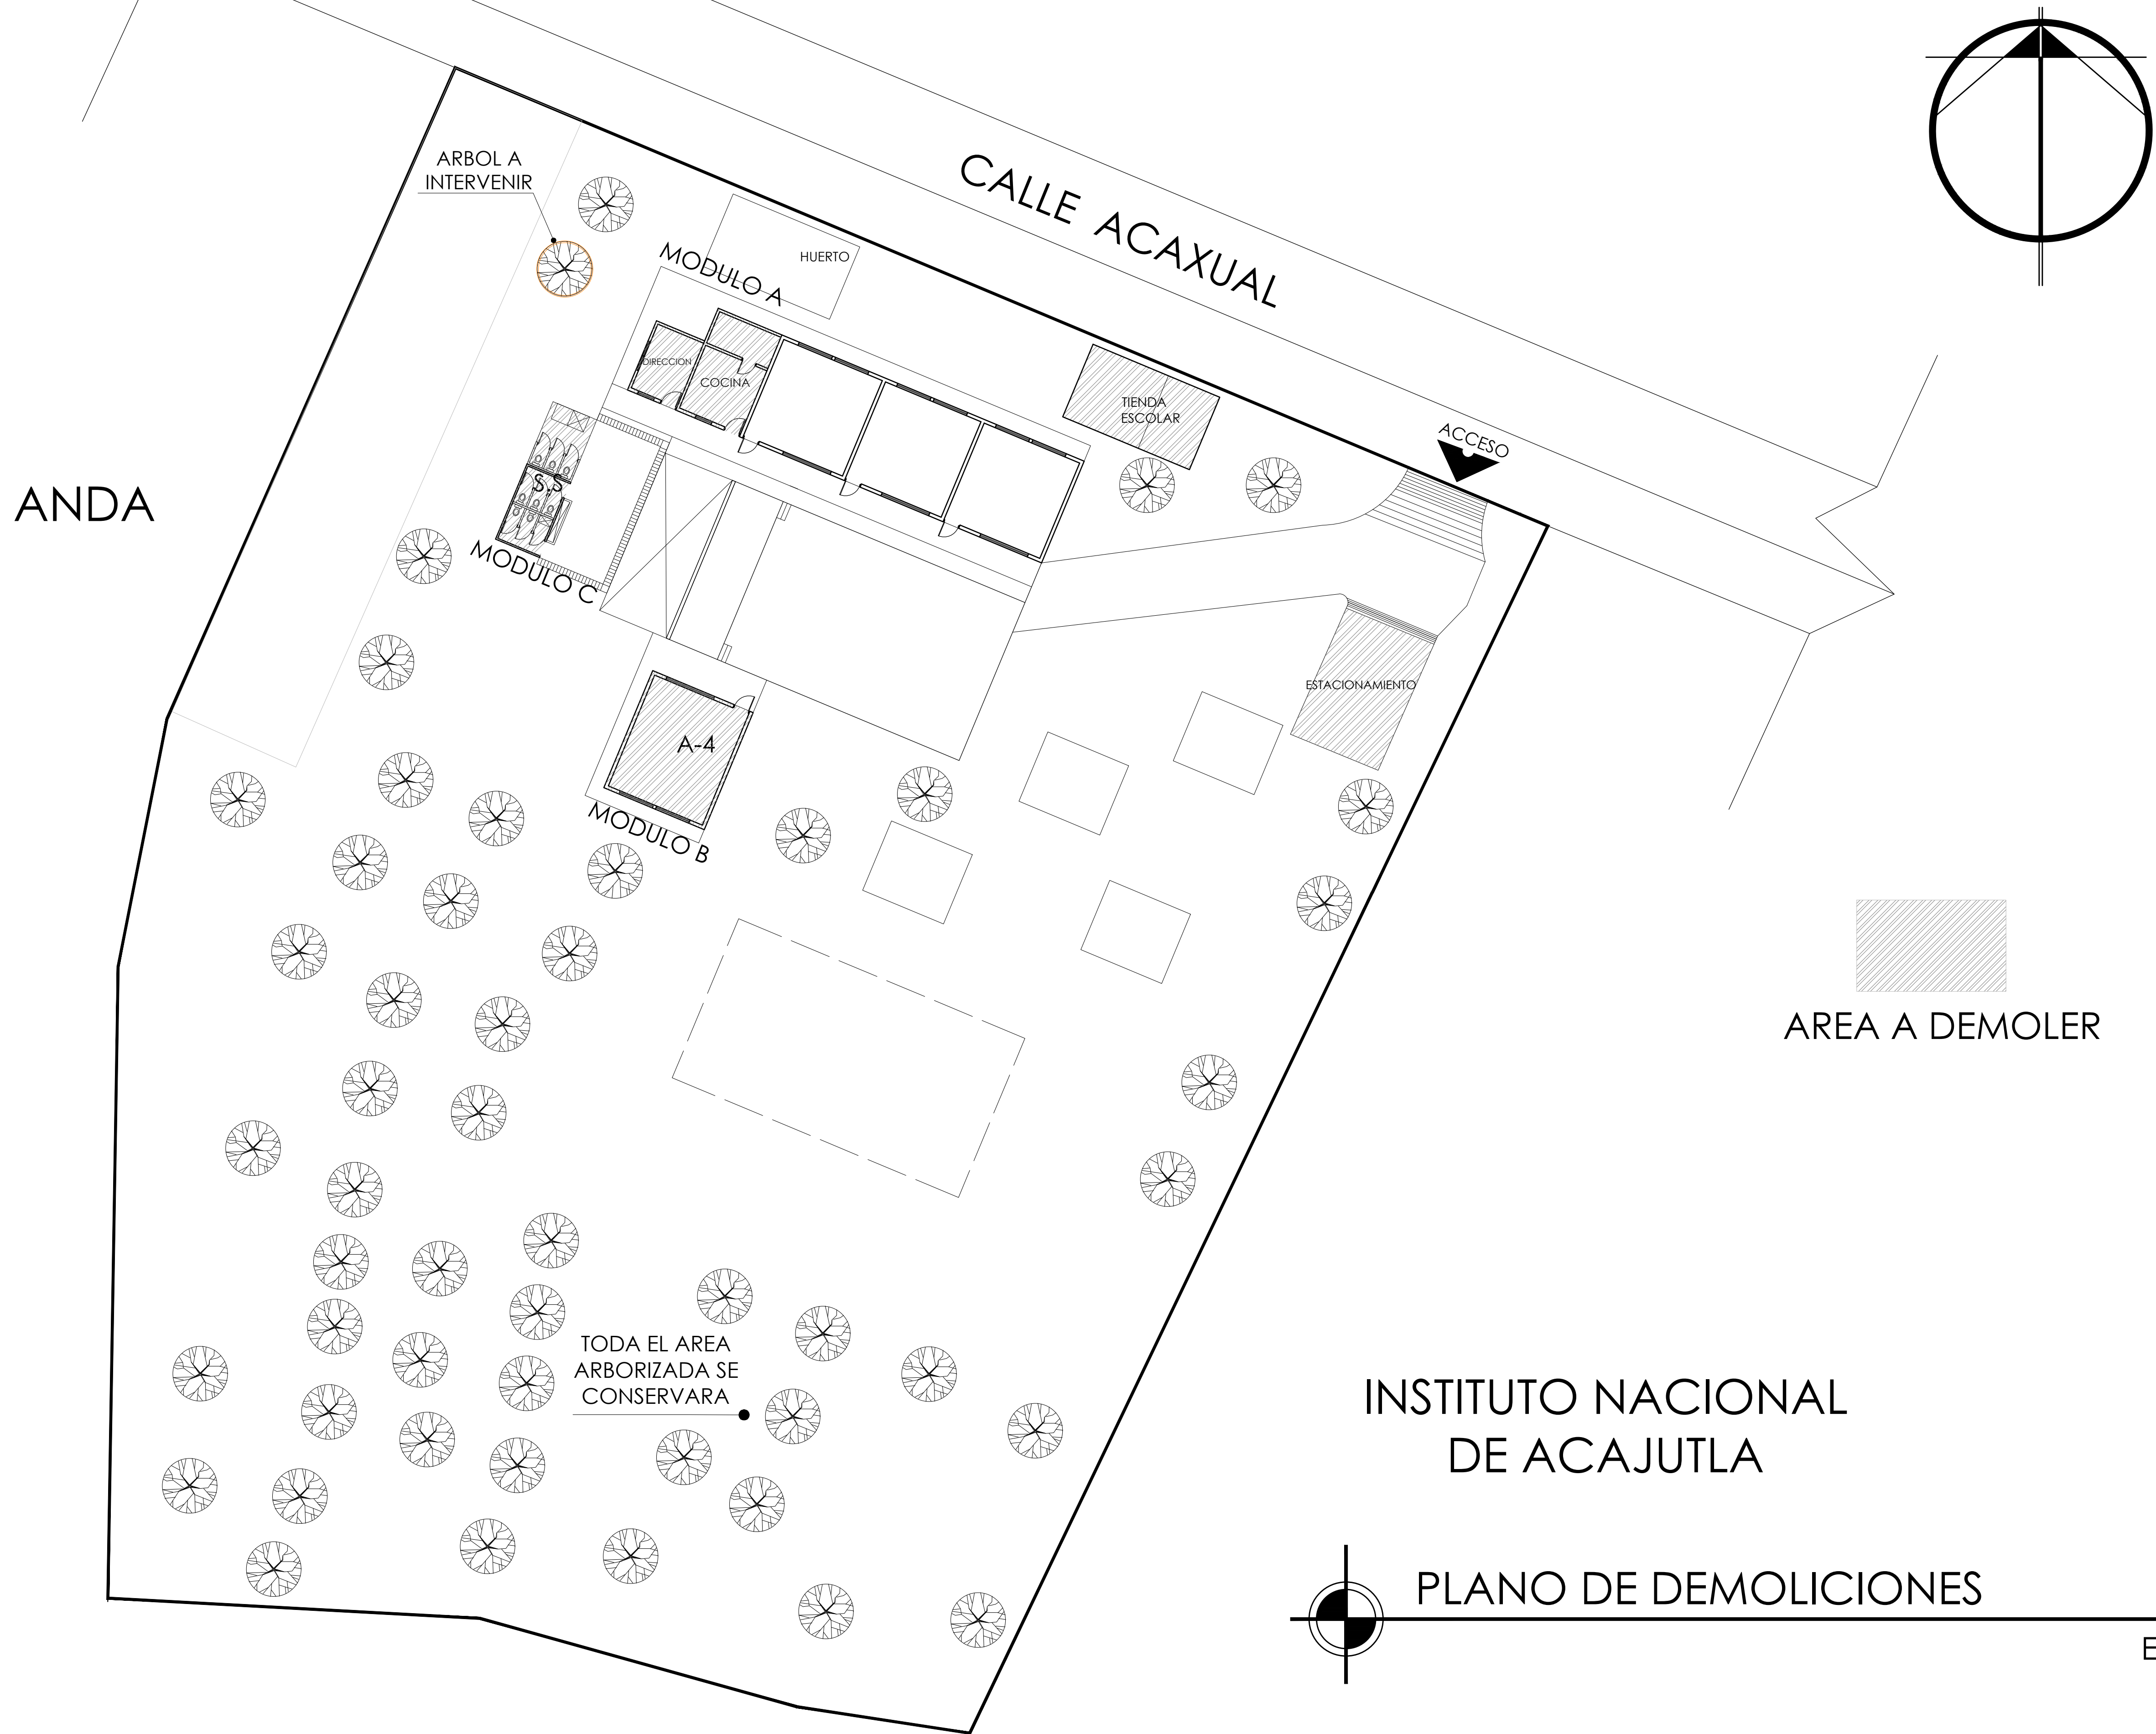 ARBOL A
INTERVENIR
CALLE ACAXUAL
HUERTO
MODULO A
DIRECCION
COCINA
TIENDA
ESCOLAR
ACCESO
ANDA
S.S
MODULO C
ESTACIONAMIENTO
A-4
MODULO B
AREA A DEMOLER
TODA EL AREA
ARBORIZADA SE
CONSERVARA
INSTITUTO NACIONAL
DE ACAJUTLA
PLANO DE DEMOLICIONES